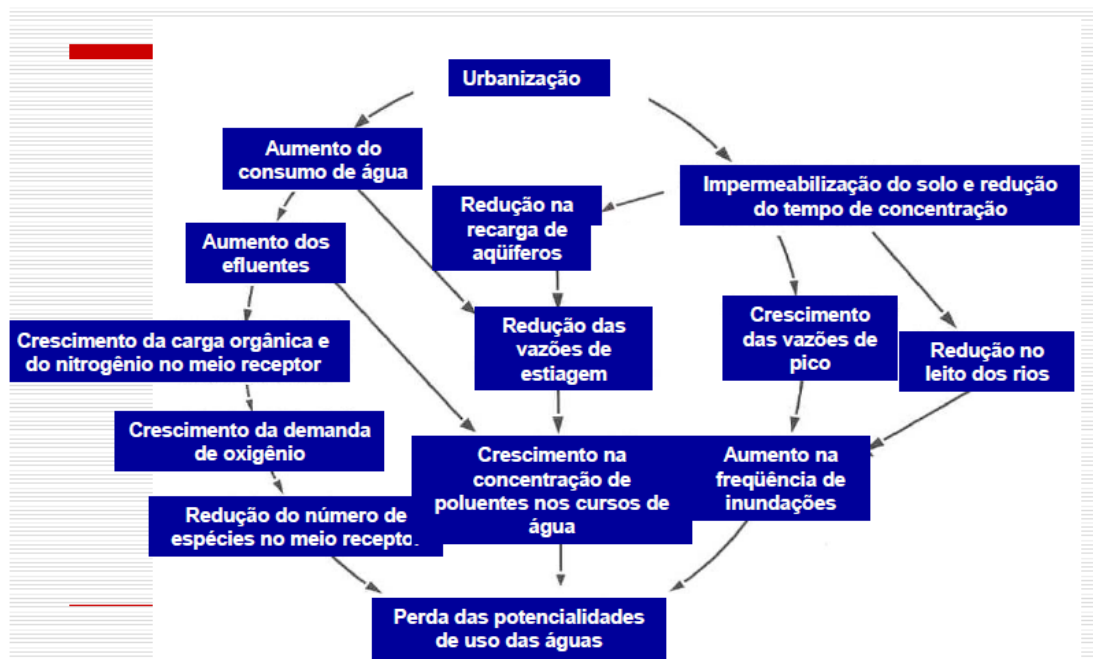 Urbanização
Aumento do
consumo de água
Impermeabilização do solo e redução
do tempo de concentração
Redução na
recarga de
aqüíferos
Aumento dos
efluentes
Crescimento da carga orgânica e
do nitrogênio no meio receptor
Redução das
vazões de
estiagem
Crescimento
das vazões de
pico
Redução no
leito dos rios
Crescimento da demanda
de oxigênio
Crescimento na
concentração de
poluentes nos cursos de
água
Aumento na
freqüência de
inundações
Redução do número de
espécies no meio receptor
Perda das potencialidades
de uso das águas